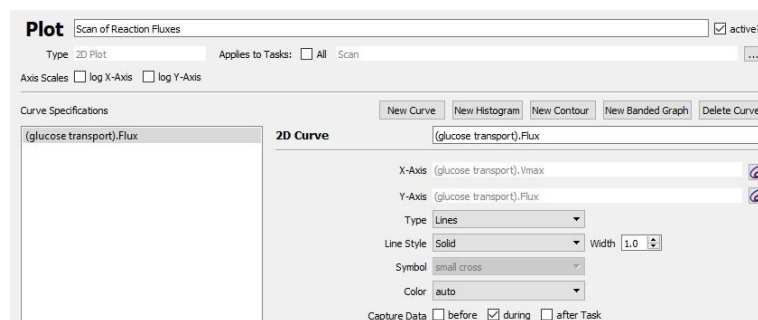 Plot Scan of Reaction Fluxes active?
Type 2D Plot Applies to Tasks: All Scan ...
Axis Scales log X-Axis log Y-Axis
Curve Specifications New Curve New Histogram New Contour New Banded Graph Delete Curve
(glucose transport).Flux 2D Curve (glucose transport).Flux
X-Axis (glucose transport).Vmax
Y-Axis (glucose transport).Flux
Type Lines
Line Style Solid Width 1.0
Symbol small cross
Color auto
Capture Data before during after Task